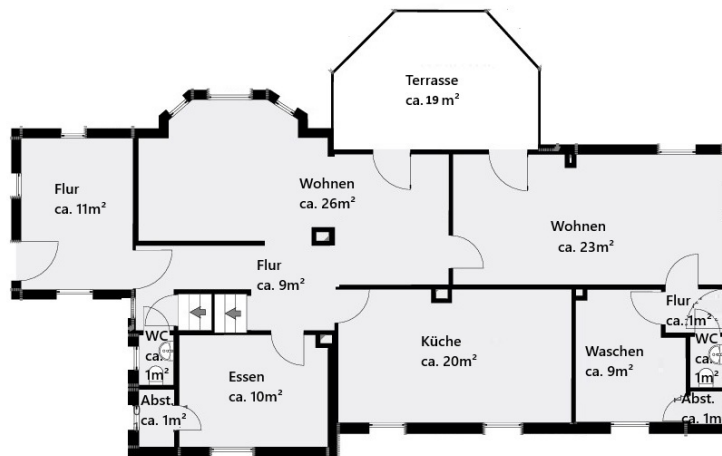 Terrasse
ca. 19 m²
Flur
ca. 11m²
Wohnen
ca. 26m²
Wohnen
ca. 23m²
Flur
ca. 9m²
Flur
ca. 1m²
WC
ca.
1m²
Küche
ca. 20m²
Waschen
ca. 9m²
WC
ca.
1m²
Essen
ca. 10m²
Abst.
ca. 1m²
Abst.
ca. 1m²